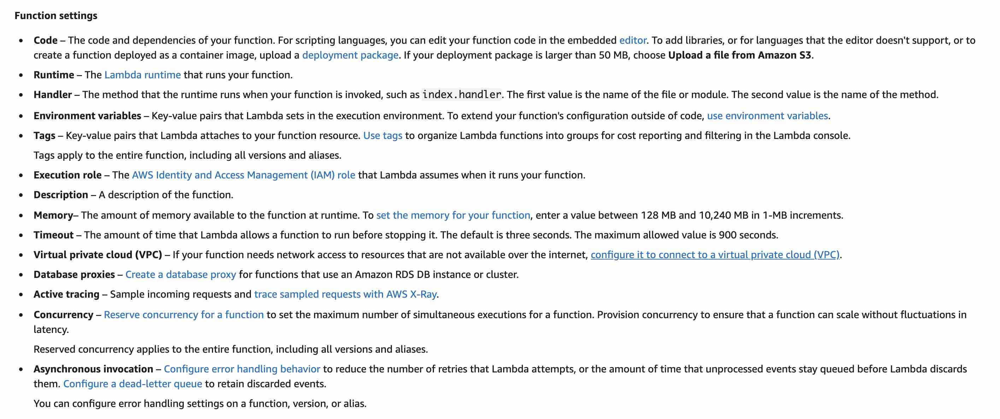 Function settings
• Code – The code and dependencies of your function. For scripting languages, you can edit your function code in the embedded editor. To add libraries, or for languages that the editor doesn't support, or to
create a function deployed as a container image, upload a deployment package. If your deployment package is larger than 50 MB, choose Upload a file from Amazon S3.
• Runtime – The Lambda runtime that runs your function.
• Handler – The method that the runtime runs when your function is invoked, such as index.handler. The first value is the name of the file or module. The second value is the name of the method.
• Environment variables – Key-value pairs that Lambda sets in the execution environment. To extend your function's configuration outside of code, use environment variables.
• Tags – Key-value pairs that Lambda attaches to your function resource. Use tags to organize Lambda functions into groups for cost reporting and filtering in the Lambda console.
Tags apply to the entire function, including all versions and aliases.
• Execution role – The AWS Identity and Access Management (IAM) role that Lambda assumes when it runs your function.
• Description – A description of the function.
• Memory– The amount of memory available to the function at runtime. To set the memory for your function, enter a value between 128 MB and 10,240 MB in 1-MB increments.
• Timeout – The amount of time that Lambda allows a function to run before stopping it. The default is three seconds. The maximum allowed value is 900 seconds.
• Virtual private cloud (VPC) – If your function needs network access to resources that are not available over the internet, configure it to connect to a virtual private cloud (VPC).
• Database proxies – Create a database proxy for functions that use an Amazon RDS DB instance or cluster.
• Active tracing – Sample incoming requests and trace sampled requests with AWS X-Ray.
• Concurrency – Reserve concurrency for a function to set the maximum number of simultaneous executions for a function. Provision concurrency to ensure that a function can scale without fluctuations in
latency.
Reserved concurrency applies to the entire function, including all versions and aliases.
• Asynchronous invocation – Configure error handling behavior to reduce the number of retries that Lambda attempts, or the amount of time that unprocessed events stay queued before Lambda discards
them. Configure a dead-letter queue to retain discarded events.
You can configure error handling settings on a function, version, or alias.